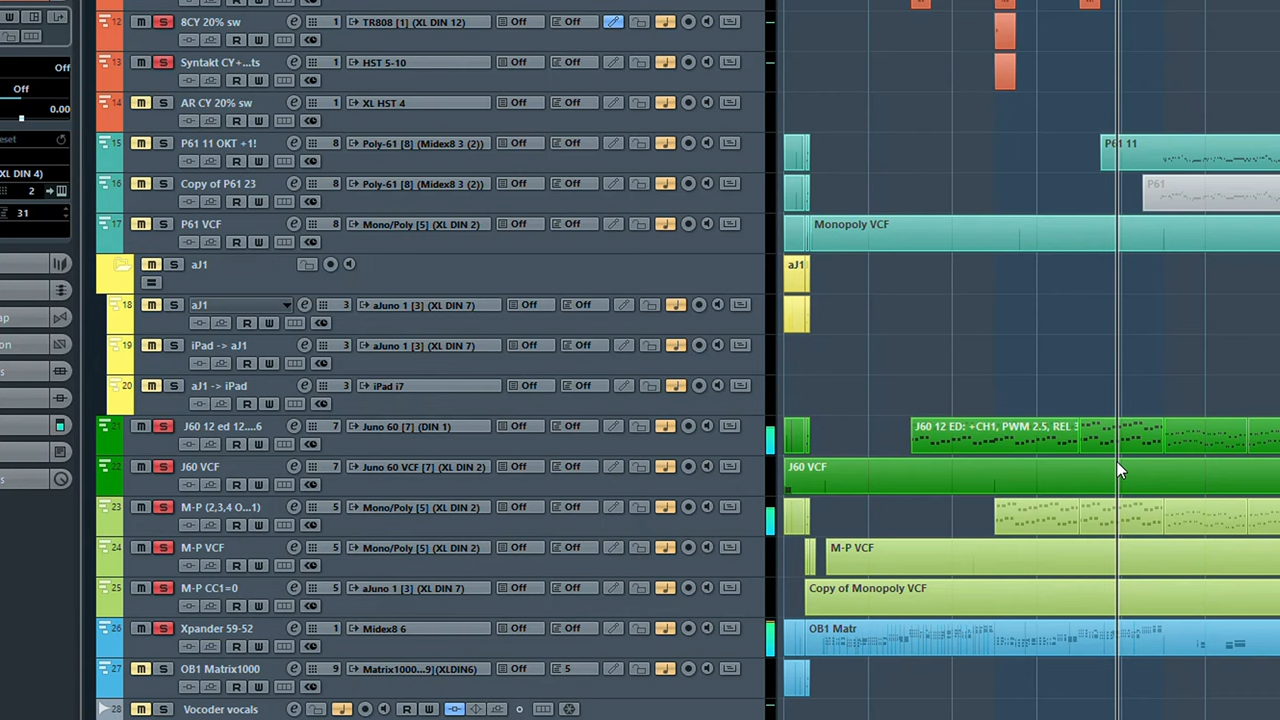 12 M S 8CY 20% sw e 1 TR808 [1] (XL DIN 12) Off Off
R W
Off
13 M S Syntakt CY+...ts e 1 HST 5-10 Off Off
R W
Off
14 M S AR CY 20% sw e 1 XL HST 4 Off Off
0.00
R W
eset
15 M S P61 11 OKT +1! e 8 Poly-61 [8] (Midex8 3 (2)) Off Off P61 11
R W
XL DIN 4)
16 M S Copy of P61 23 e 8 Poly-61 [8] (Midex8 3 (2)) Off Off P61
2
R W
31
17 M S P61 VCF e 8 Mono/Poly [5] (XL DIN 2) Off Off Monopoly VCF
R W
M S aJ1 aJ1
18 M S aJ1 e 3 aJuno 1 [3] (XL DIN 7) Off Off
ap
R W
on
19 M S iPad -> aJ1 e 3 aJuno 1 [3] (XL DIN 7) Off Off
R W
s
20 M S aJ1 -> iPad e 3 iPad i7 Off Off
R W
21 M S J60 12 ed 12....6 e 7 Juno 60 [7] (DIN 1) Off Off J60 12 ED: +CH1, PWM 2.5, REL 3
R W
22 M S J60 VCF e 7 Juno 60 VCF [7] (XL DIN 2) Off Off J60 VCF
s
R W
23 M S M-P (2,3,4 O...1) e 5 Mono/Poly [5] (XL DIN 2) Off Off
R W
24 M S M-P VCF e 5 Mono/Poly [5] (XL DIN 2) Off Off M-P VCF
R W
25 M S M-P CC1=0 e 5 aJuno 1 [3] (XL DIN 7) Off Off Copy of Monopoly VCF
R W
26 M S Xpander 59-52 e 1 Midex8 6 Off Off OB1 Matr
R W
27 M S OB1 Matrix1000 e 9 Matrix1000...9](XLDIN6) Off 5
R W
28 M S Vocoder vocals R W